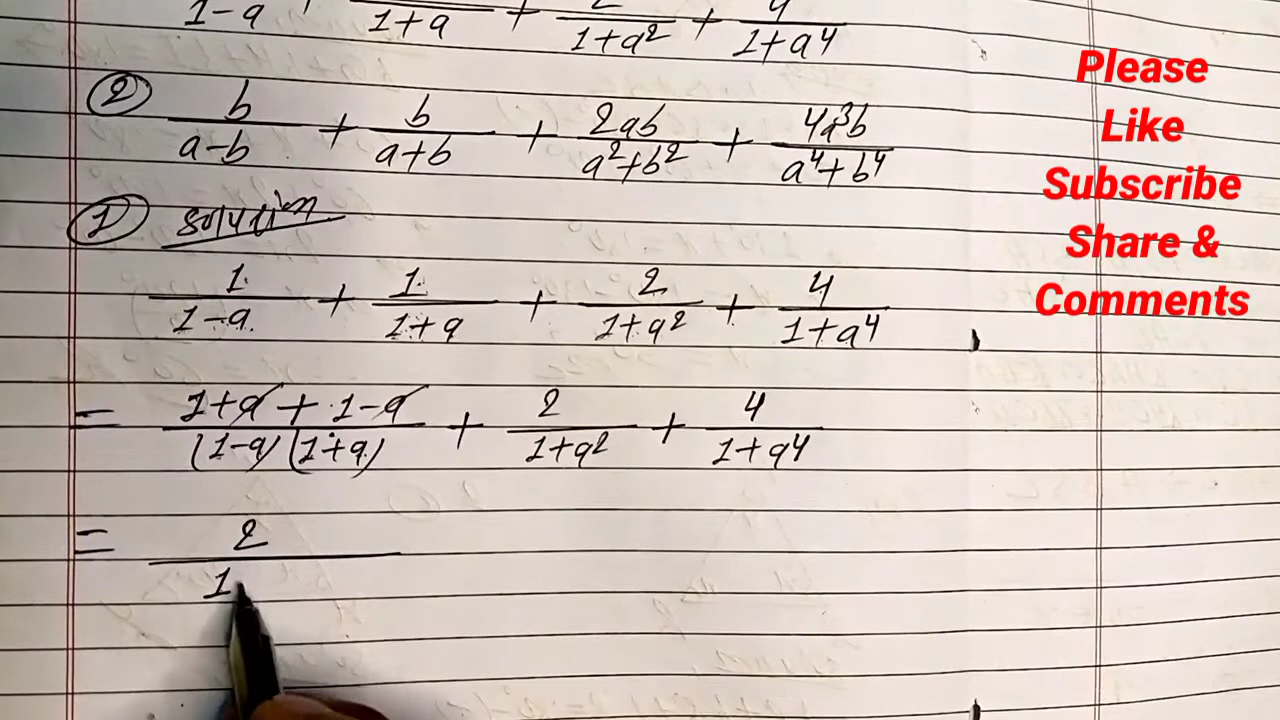 1-a + 1+a + 2/1+a² + 4/1+a⁴
② b/a-b + b/a+b + 2ab/a²+b² + 4a³b/a⁴+b⁴
① solution
1/1-a + 1/1+a + 2/1+a² + 4/1+a⁴
= 1+a + 1-a/(1-a)(1+a) + 2/1+a² + 4/1+a⁴
= 2/1
Please
Like
Subscribe
Share &
Comments